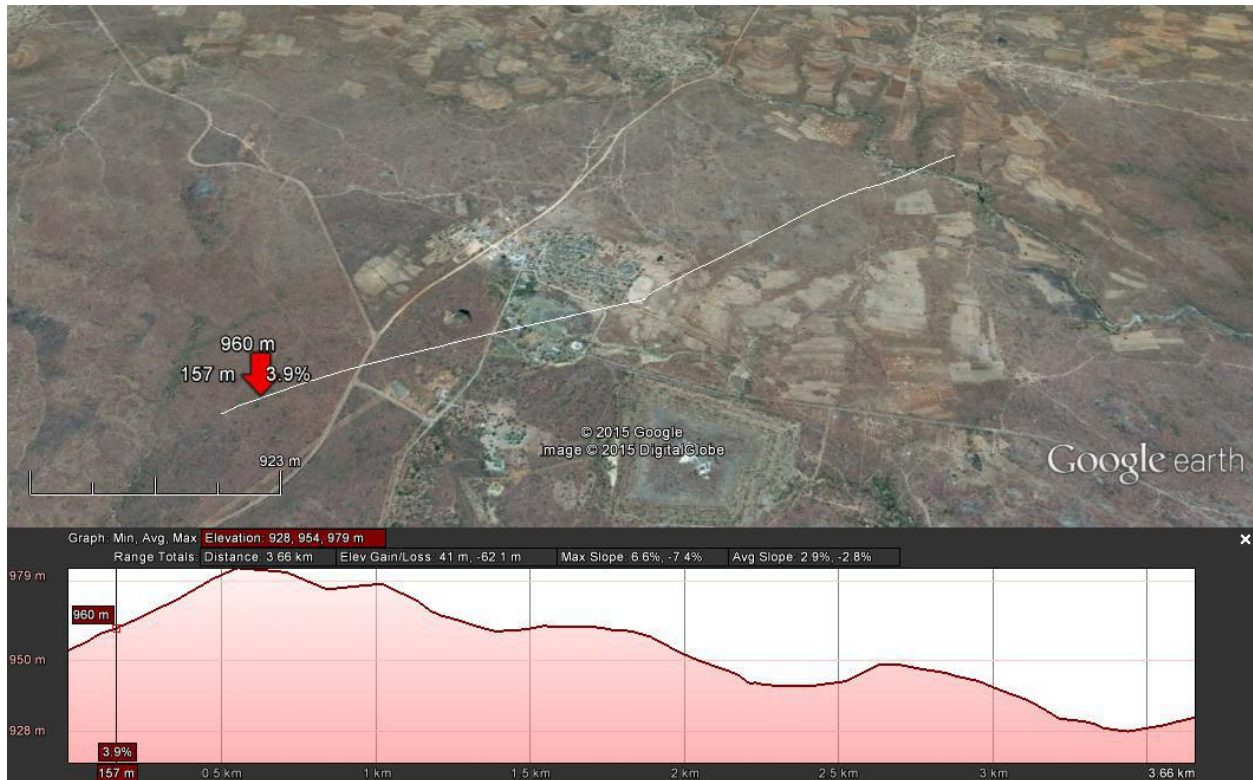 960 m
157 m 3.9%
© 2015 Google
Image © 2015 DigitalGlobe
923 m
Google earth
Graph: Min, Avg, Max Elevation: 928, 954, 979 m
Range Totals: Distance: 3.66 km Elev Gain/Loss: 41 m, -62.1 m Max Slope: 6.6%, -7.4% Avg Slope: 2.9%, -2.8%
979 m
960 m
950 m
928 m
3.9%
157 m 0.5 km 1 km 1.5 km 2 km 2.5 km 3 km 3.66 km